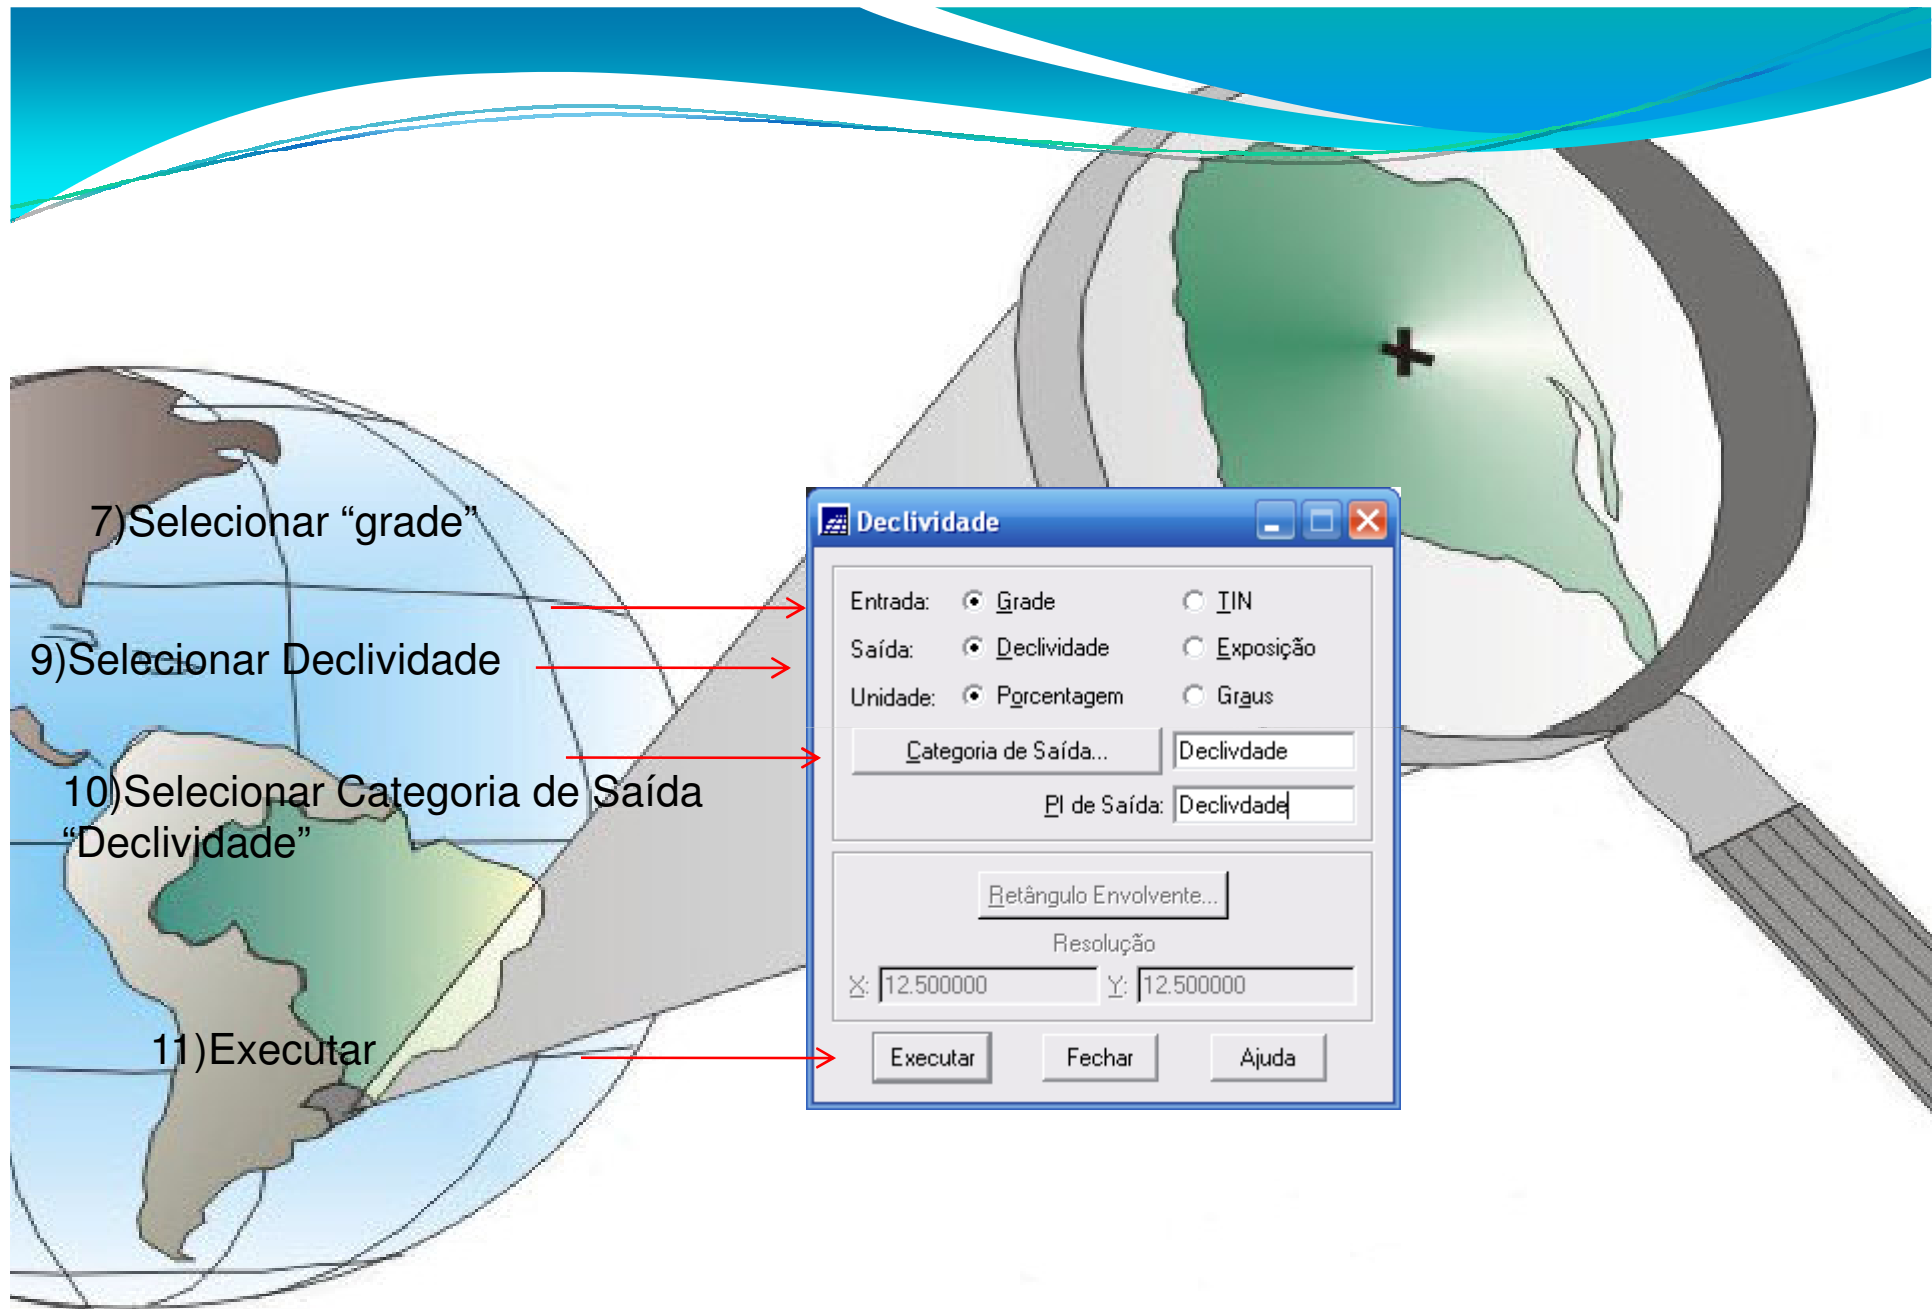 7)Selecionar “grade”
9)Selecionar Declividade
10)Selecionar Categoria de Saída
“Declividade”
11)Executar
Declividade
Entrada: Grade TIN
Saída: Declividade Exposição
Unidade: Porcentagem Graus
Categoria de Saída... Declivdade
PI de Saída: Declivdade
Retângulo Envolvente...
Resolução
X: 12.500000 Y: 12.500000
Executar Fechar Ajuda